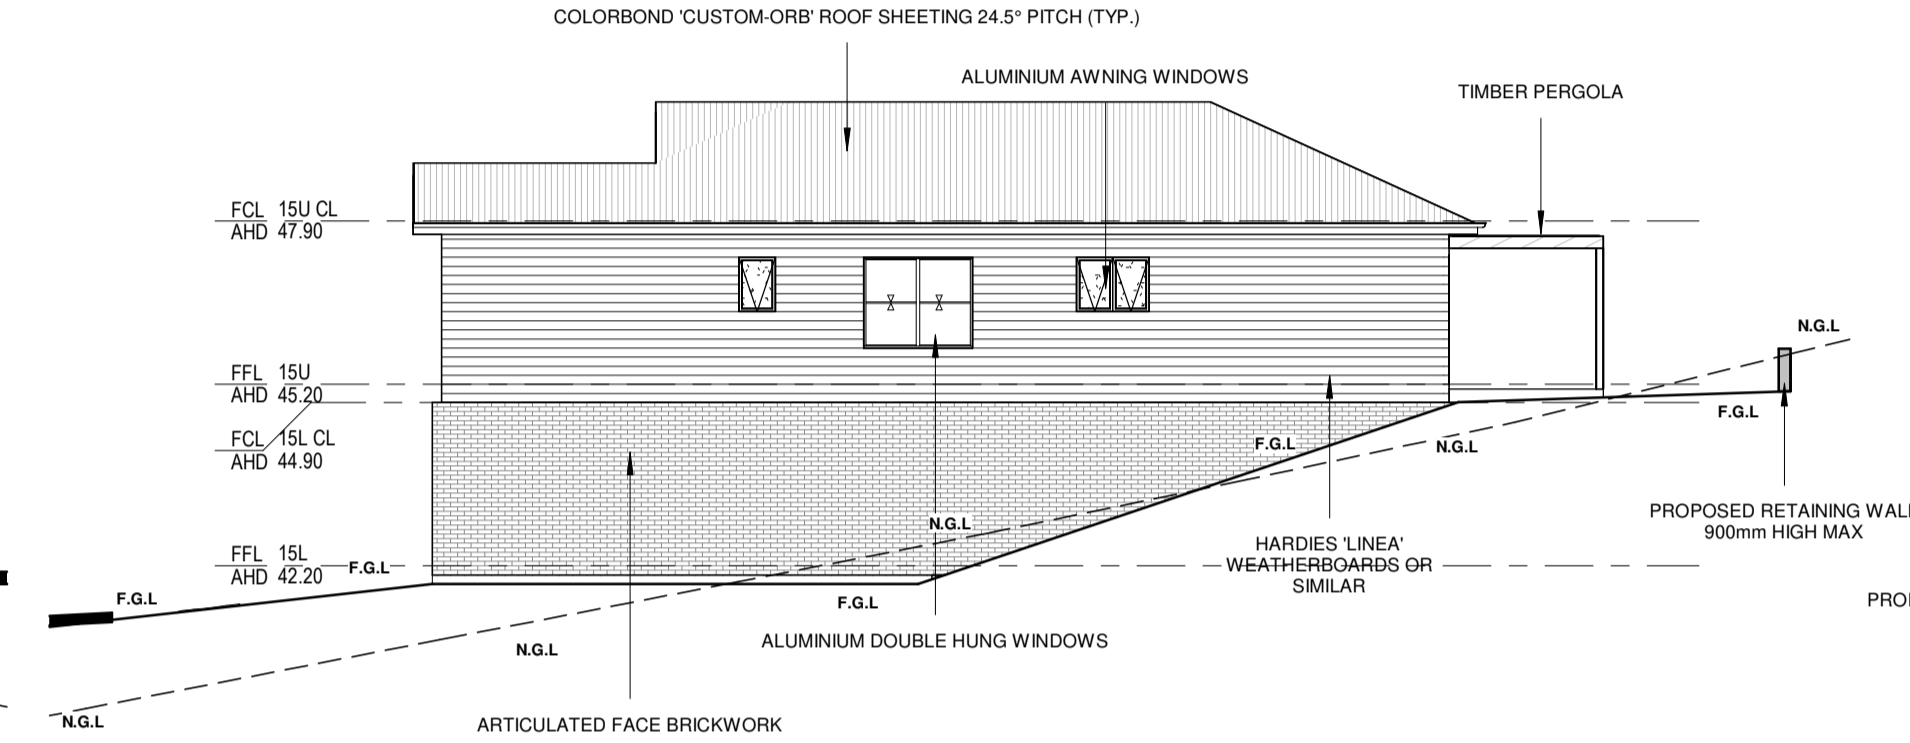 COLORBOND 'CUSTOM-ORB' ROOF SHEETING 24.5° PITCH (TYP.)
ALUMINIUM AWNING WINDOWS
TIMBER PERGOLA
FCL 15U CL
AHD 47.90
N.G.L
FFL 15U
AHD 45.20
F.G.L
FCL 15L CL
AHD 44.90
F.G.L
N.G.L
PROPOSED RETAINING WALL
900mm HIGH MAX
N.G.L
HARDIES 'LINEA'
WEATHERBOARDS OR
SIMILAR
FFL 15L
AHD 42.20
F.G.L
F.G.L
F.G.L
N.G.L
ALUMINIUM DOUBLE HUNG WINDOWS
N.G.L
ARTICULATED FACE BRICKWORK